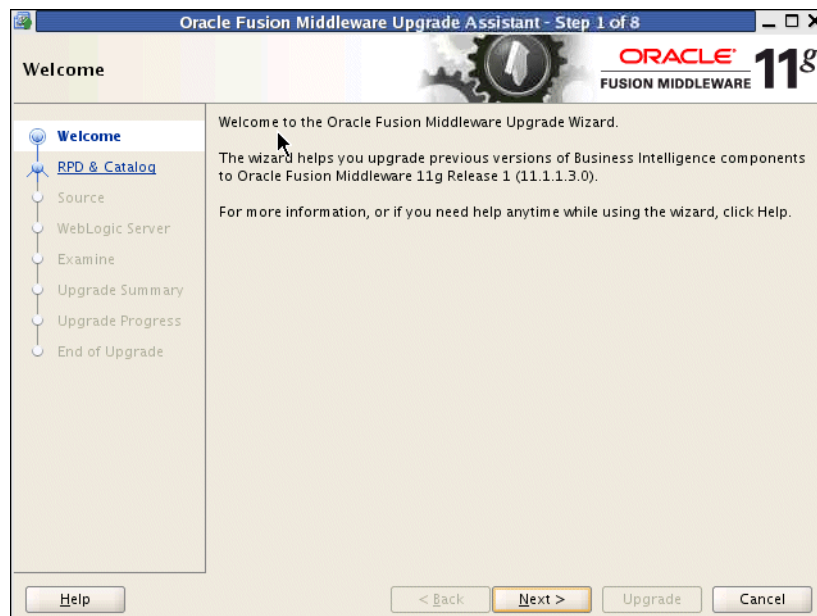 Oracle Fusion Middleware Upgrade Assistant - Step 1 of 8
Welcome
ORACLE
FUSION MIDDLEWARE
11g
Welcome
RPD & Catalog
Source
WebLogic Server
Examine
Upgrade Summary
Upgrade Progress
End of Upgrade
Welcome to the Oracle Fusion Middleware Upgrade Wizard.
The wizard helps you upgrade previous versions of Business Intelligence components
to Oracle Fusion Middleware 11g Release 1 (11.1.1.3.0).
For more information, or if you need help anytime while using the wizard, click Help.
Help
< Back
Next >
Upgrade
Cancel